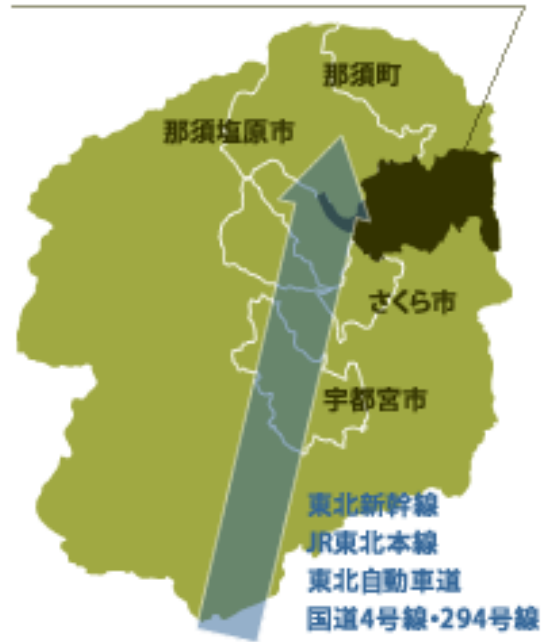 那須町
那須塩原市
さくら市
宇都宮市
東北新幹線
JR東北本線
東北自動車道
国道4号線・294号線